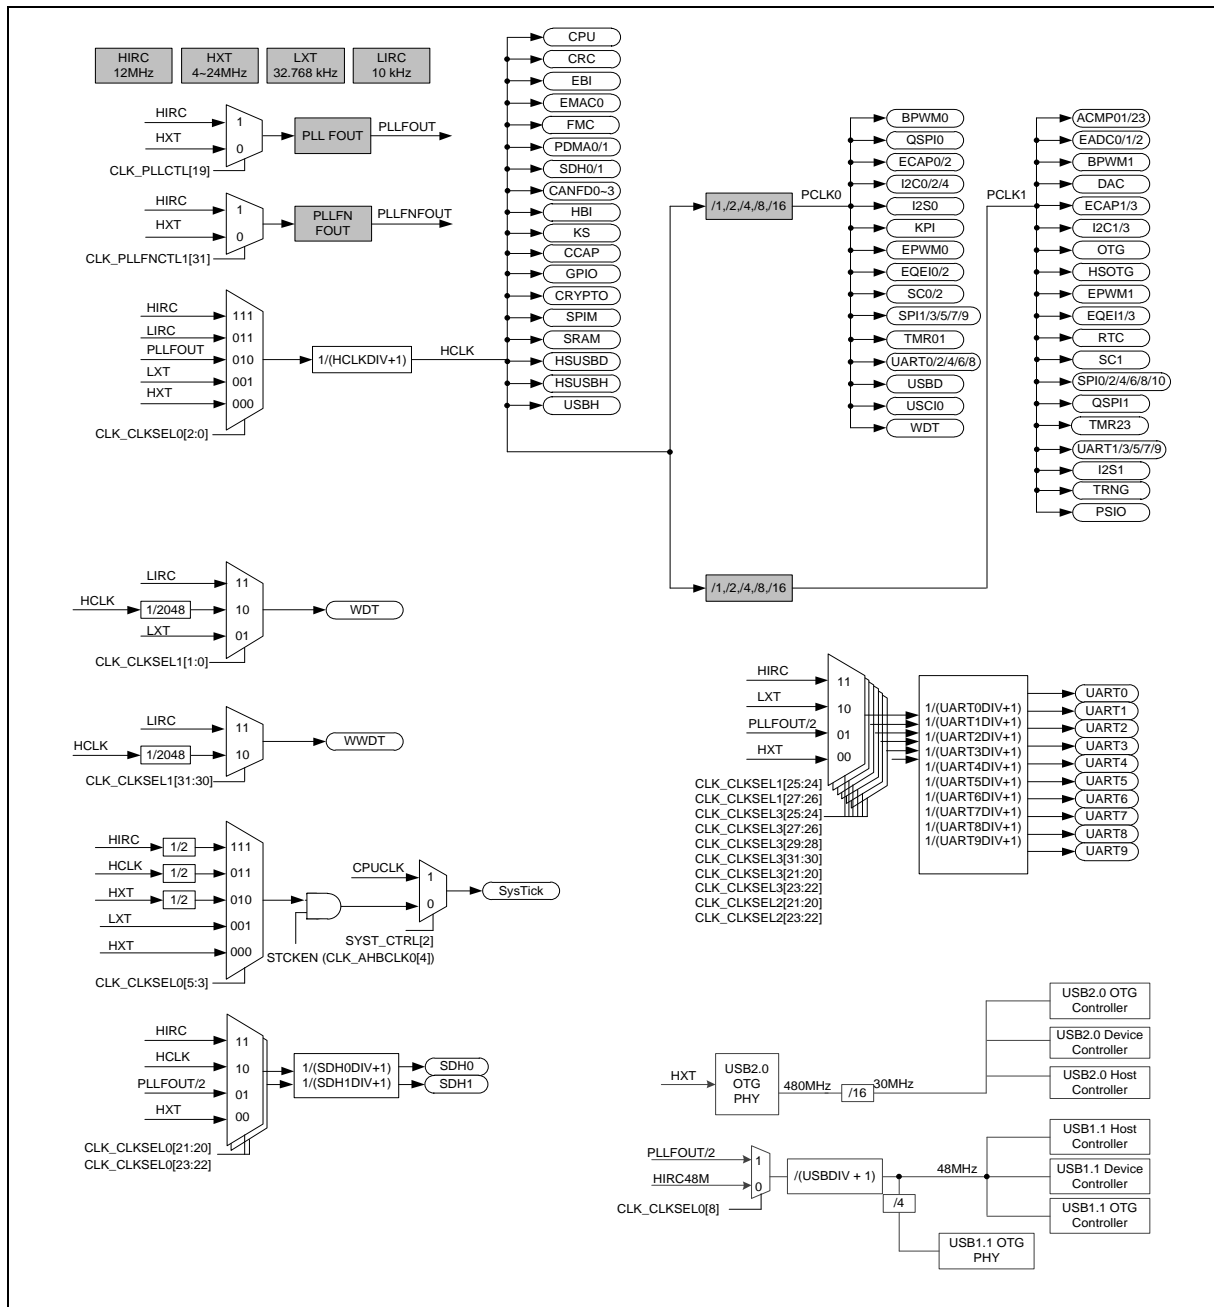 HIRC
12MHz
HXT
4~24MHz
LXT
32.768 kHz
LIRC
10 kHz
HIRC
HXT
1
0
CLK_PLLCTL[19]
PLL FOUT
PLLFOUT
HIRC
HXT
1
0
CLK_PLLFNCTL1[31]
PLLFN
FOUT
PLLFNFOUT
HIRC
LIRC
PLLFOUT
LXT
HXT
111
011
010
001
000
CLK_CLKSEL0[2:0]
1/(HCLKDIV+1)
HCLK
CPU
CRC
EBI
EMAC0
FMC
PDMA0/1
SDH0/1
CANFD0~3
HBI
KS
CCAP
GPIO
CRYPTO
SPIM
SRAM
HSUSBD
HSUSBH
USBH
/1,/2,/4,/8,/16
PCLK0
BPWM0
QSPI0
ECAP0/2
I2C0/2/4
I2S0
KPI
EPWM0
EQEI0/2
SC0/2
SPI1/3/5/7/9
TMR01
UART0/2/4/6/8
USBD
USCI0
WDT
/1,/2,/4,/8,/16
PCLK1
ACMP01/23
EADC0/1/2
BPWM1
DAC
ECAP1/3
I2C1/3
OTG
HSOTG
EPWM1
EQEI1/3
RTC
SC1
SPI0/2/4/6/8/10
QSPI1
TMR23
UART1/3/5/7/9
I2S1
TRNG
PSIO
LIRC
HCLK
1/2048
LXT
11
10
01
CLK_CLKSEL1[1:0]
WDT
LIRC
HCLK
1/2048
11
10
CLK_CLKSEL1[31:30]
WWDT
HIRC
1/2
HCLK
1/2
HXT
1/2
LXT
HXT
111
011
010
001
000
CLK_CLKSEL0[5:3]
STCKEN (CLK_AHBCLK0[4])
CPUCLK
1
0
SYST_CTRL[2]
SysTick
HIRC
HCLK
PLLFOUT/2
HXT
11
10
01
00
CLK_CLKSEL0[21:20]
CLK_CLKSEL0[23:22]
1/(SDH0DIV+1)
1/(SDH1DIV+1)
SDH0
SDH1
HIRC
LXT
PLLFOUT/2
HXT
11
10
01
00
CLK_CLKSEL1[25:24]
CLK_CLKSEL1[27:26]
CLK_CLKSEL3[25:24]
CLK_CLKSEL3[27:26]
CLK_CLKSEL3[29:28]
CLK_CLKSEL3[31:30]
CLK_CLKSEL3[21:20]
CLK_CLKSEL3[23:22]
CLK_CLKSEL2[21:20]
CLK_CLKSEL2[23:22]
1/(UART0DIV+1)
1/(UART1DIV+1)
1/(UART2DIV+1)
1/(UART3DIV+1)
1/(UART4DIV+1)
1/(UART5DIV+1)
1/(UART6DIV+1)
1/(UART7DIV+1)
1/(UART8DIV+1)
1/(UART9DIV+1)
UART0
UART1
UART2
UART3
UART4
UART5
UART6
UART7
UART8
UART9
HXT
USB2.0
OTG
PHY
480MHz
/16
30MHz
USB2.0 OTG
Controller
USB2.0 Device
Controller
USB2.0 Host
Controller
PLLFOUT/2
HIRC48M
1
0
CLK_CLKSEL0[8]
/(USBDIV + 1)
/4
48MHz
USB1.1 Host
Controller
USB1.1 Device
Controller
USB1.1 OTG
Controller
USB1.1 OTG
PHY